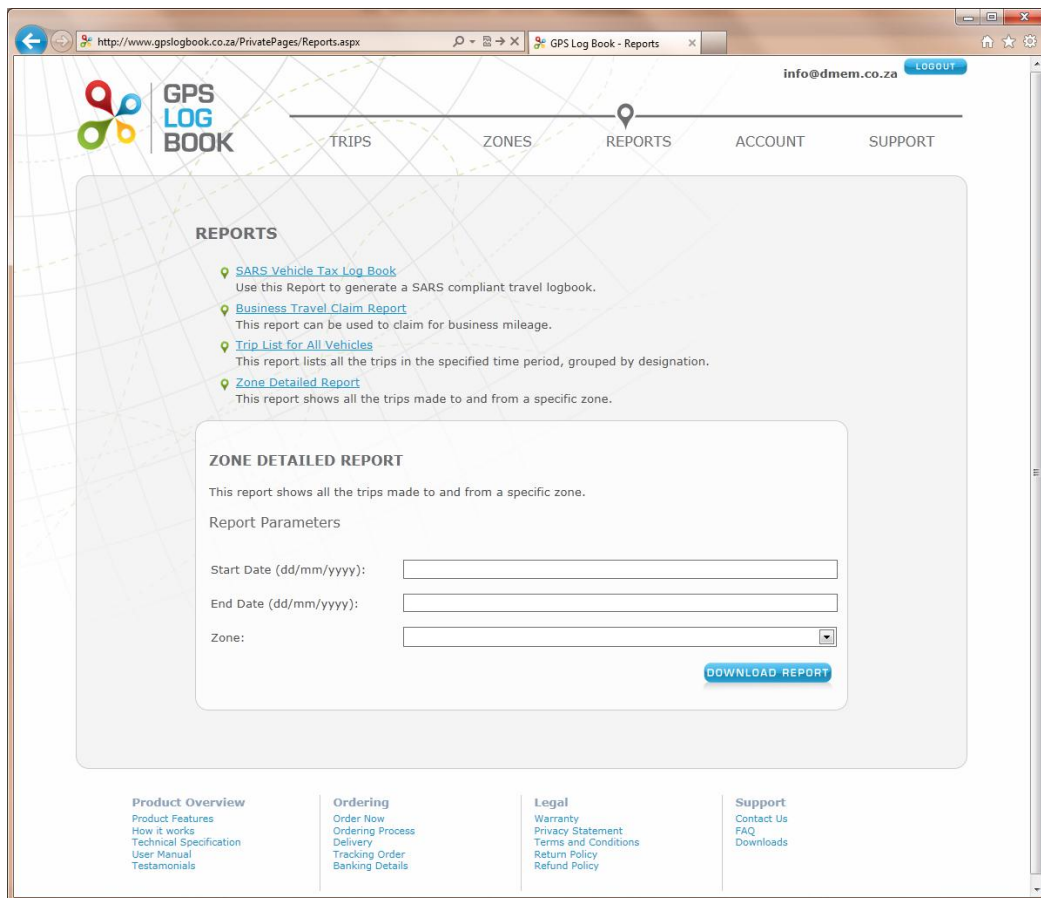 http://www.gpslogbook.co.za/PrivatePages/Reports.aspx
GPS Log Book - Reports
info@dmem.co.za
LOGOUT
GPS
LOG
BOOK
TRIPS
ZONES
REPORTS
ACCOUNT
SUPPORT
REPORTS
SARS Vehicle Tax Log Book
Use this Report to generate a SARS compliant travel logbook.
Business Travel Claim Report
This report can be used to claim for business mileage.
Trip List for All Vehicles
This report lists all the trips in the specified time period, grouped by designation.
Zone Detailed Report
This report shows all the trips made to and from a specific zone.
ZONE DETAILED REPORT
This report shows all the trips made to and from a specific zone.
Report Parameters
Start Date (dd/mm/yyyy):
End Date (dd/mm/yyyy):
Zone:
DOWNLOAD REPORT
Product Overview
Product Features
How it works
Technical Specification
User Manual
Testamonials
Ordering
Order Now
Ordering Process
Delivery
Tracking Order
Banking Details
Legal
Warranty
Privacy Statement
Terms and Conditions
Return Policy
Refund Policy
Support
Contact Us
FAQ
Downloads